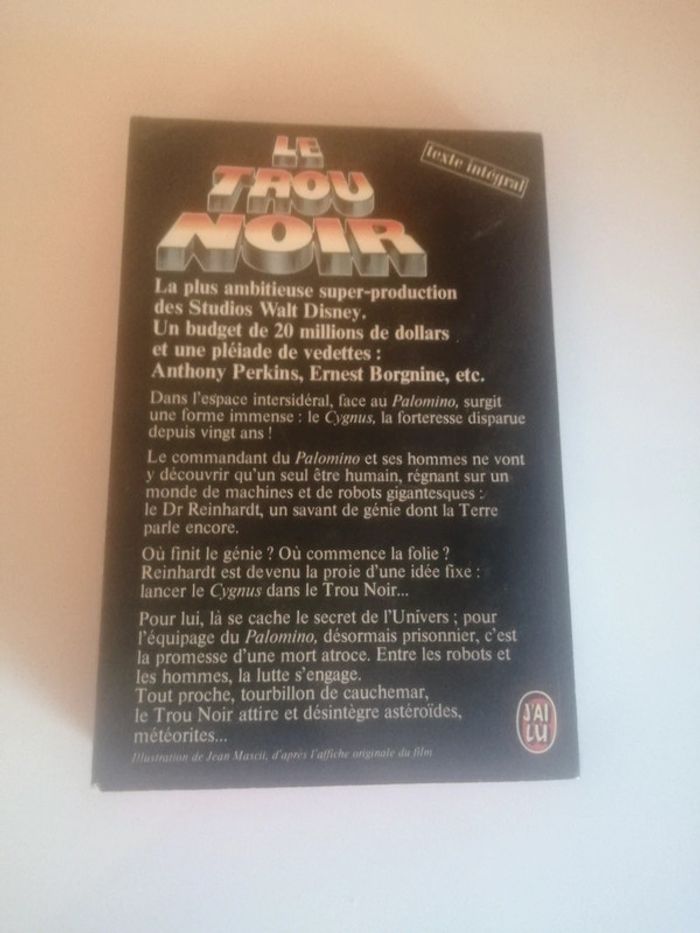 LE
TROU
NOIR
texte intégral
La plus ambitieuse super-production
des Studios Walt Disney.
Un budget de 20 millions de dollars
et une pléiade de vedettes :
Anthony Perkins, Ernest Borgnine, etc.
Dans l'espace intersidéral, face au Palomino, surgit
une forme immense : le Cygnus, la forteresse disparue
depuis vingt ans !
Le commandant du Palomino et ses hommes ne vont
y découvrir qu'un seul être humain, régnant sur un
monde de machines et de robots gigantesques :
le Dr Reinhardt, un savant de génie dont la Terre
parle encore.
Où finit le génie ? Où commence la folie ?
Reinhardt est devenu la proie d'une idée fixe :
lancer le Cygnus dans le Trou Noir...
Pour lui, là se cache le secret de l'Univers ; pour
l'équipage du Palomino, désormais prisonnier, c'est
la promesse d'une mort atroce. Entre les robots et
les hommes, la lutte s'engage.
Tout proche, tourbillon de cauchemar,
le Trou Noir attire et désintègre astéroïdes,
météorites...
J'AI
LU
Illustration de Jean Mascii, d'après l'affiche originale du film